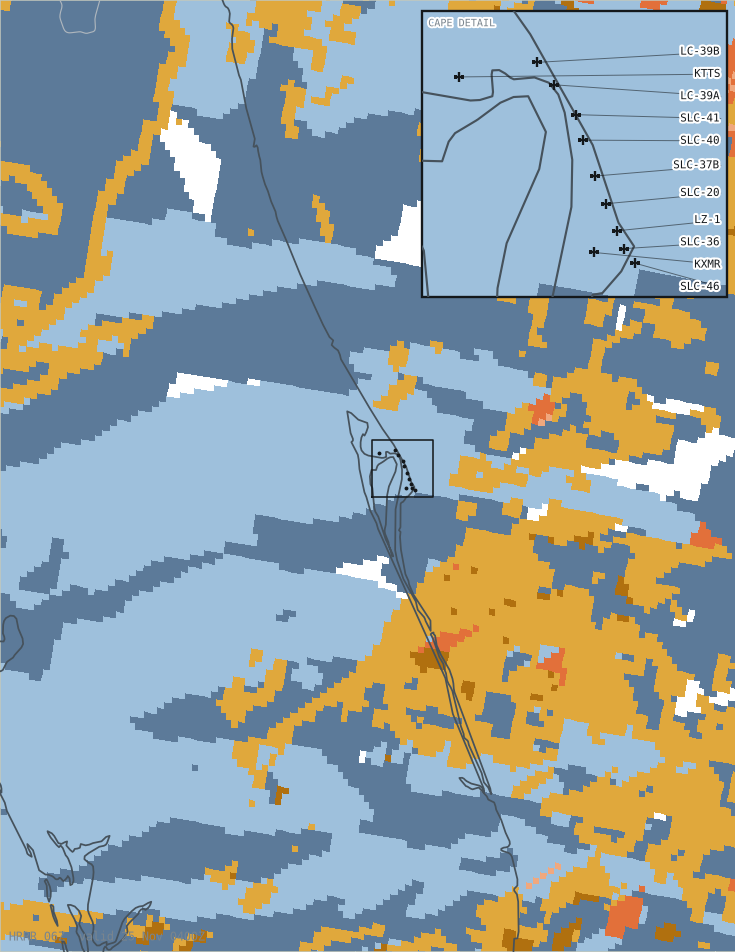 CAPE DETAIL
LC-39B
KTTS
LC-39A
SLC-41
SLC-40
SLC-37B
SLC-20
LZ-1
SLC-36
KXMR
SLC-46